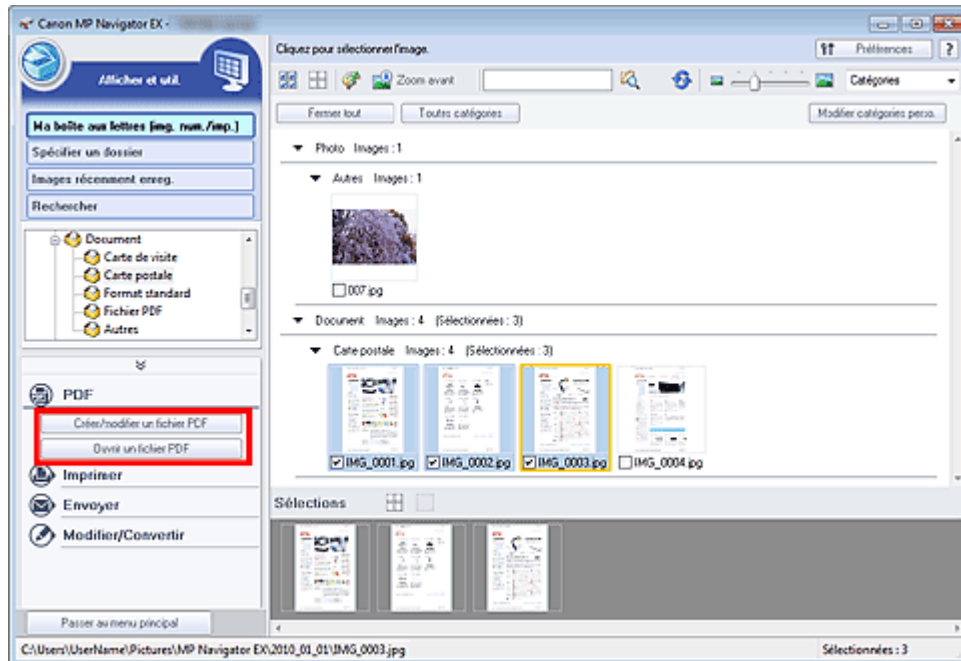 Canon MP Navigator EX -
Afficher et util.
Ma boîte aux lettres [img. num./imp.]
Spécifier un dossier
Images récemment enreg.
Rechercher
Document
Carte de visite
Carte postale
Format standard
Fichier PDF
Autres
PDF
Créer/modifier un fichier PDF
Ouvrir un fichier PDF
Imprimer
Envoyer
Modifier/Convertir
Passer au menu principal
Cliquez pour sélectionner l'image.
Préférences
?
Zoom avant
Catégories
Fermer tout
Toutes catégories
Modifier catégories perso.
Photo Images : 1
Autres Images : 1
007.jpg
Document Images : 4 (Sélectionnées : 3)
Carte postale Images : 4 (Sélectionnées : 3)
IMG_0001.jpg
IMG_0002.jpg
IMG_0003.jpg
IMG_0004.jpg
Sélections
C:\Users\UserName\Pictures\MP Navigator EX\2010_01_01\IMG_0003.jpg
Sélectionnées : 3